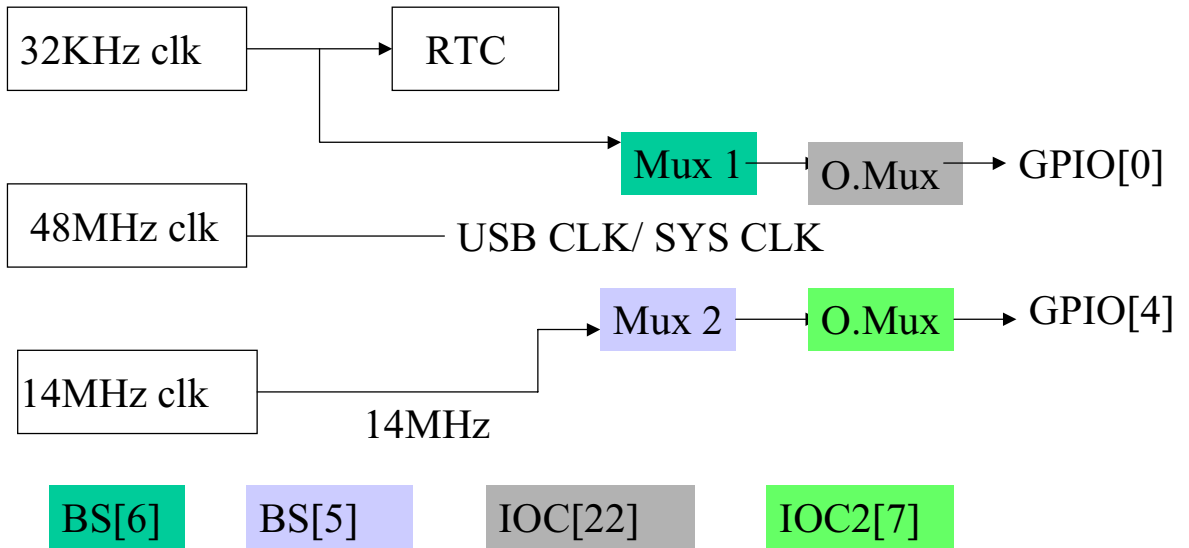 32KHz clk
RTC
Mux 1
O.Mux
GPIO[0]
48MHz clk
USB CLK/ SYS CLK
Mux 2
O.Mux
GPIO[4]
14MHz clk
14MHz
BS[6]
BS[5]
IOC[22]
IOC2[7]